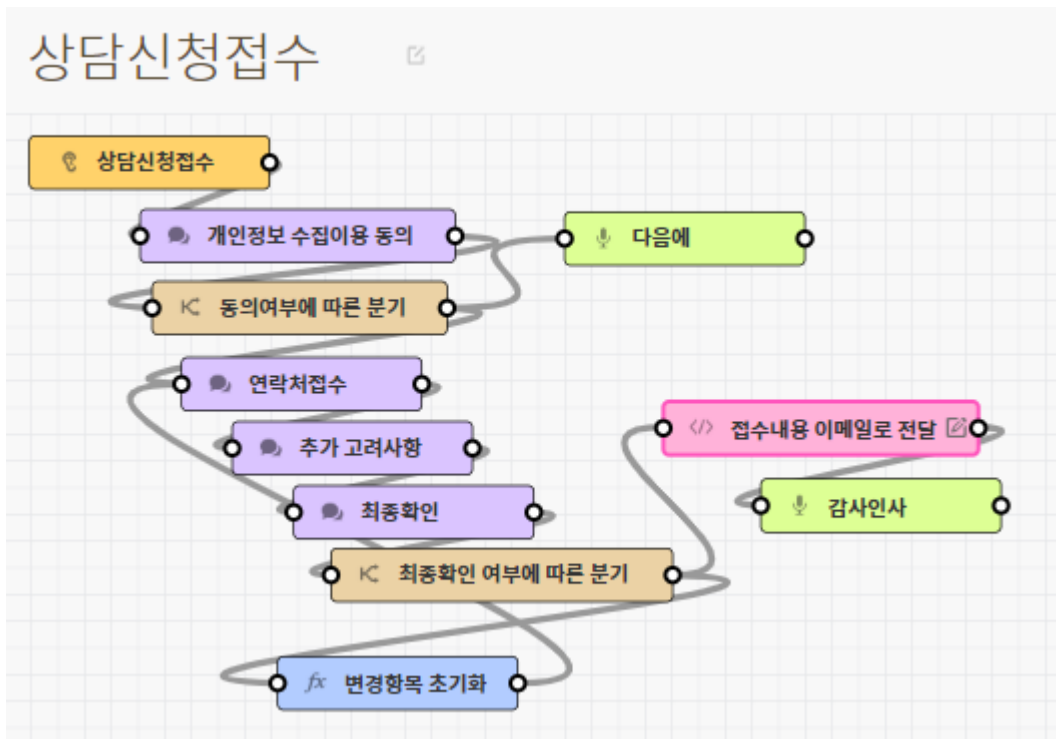 상담신청접수
상담신청접수
개인정보 수집이용 동의
다음에
동의여부에 따른 분기
연락처접수
접수내용 이메일로 전달
추가 고려사항
최종확인
감사인사
최종확인 여부에 따른 분기
fx 변경항목 초기화